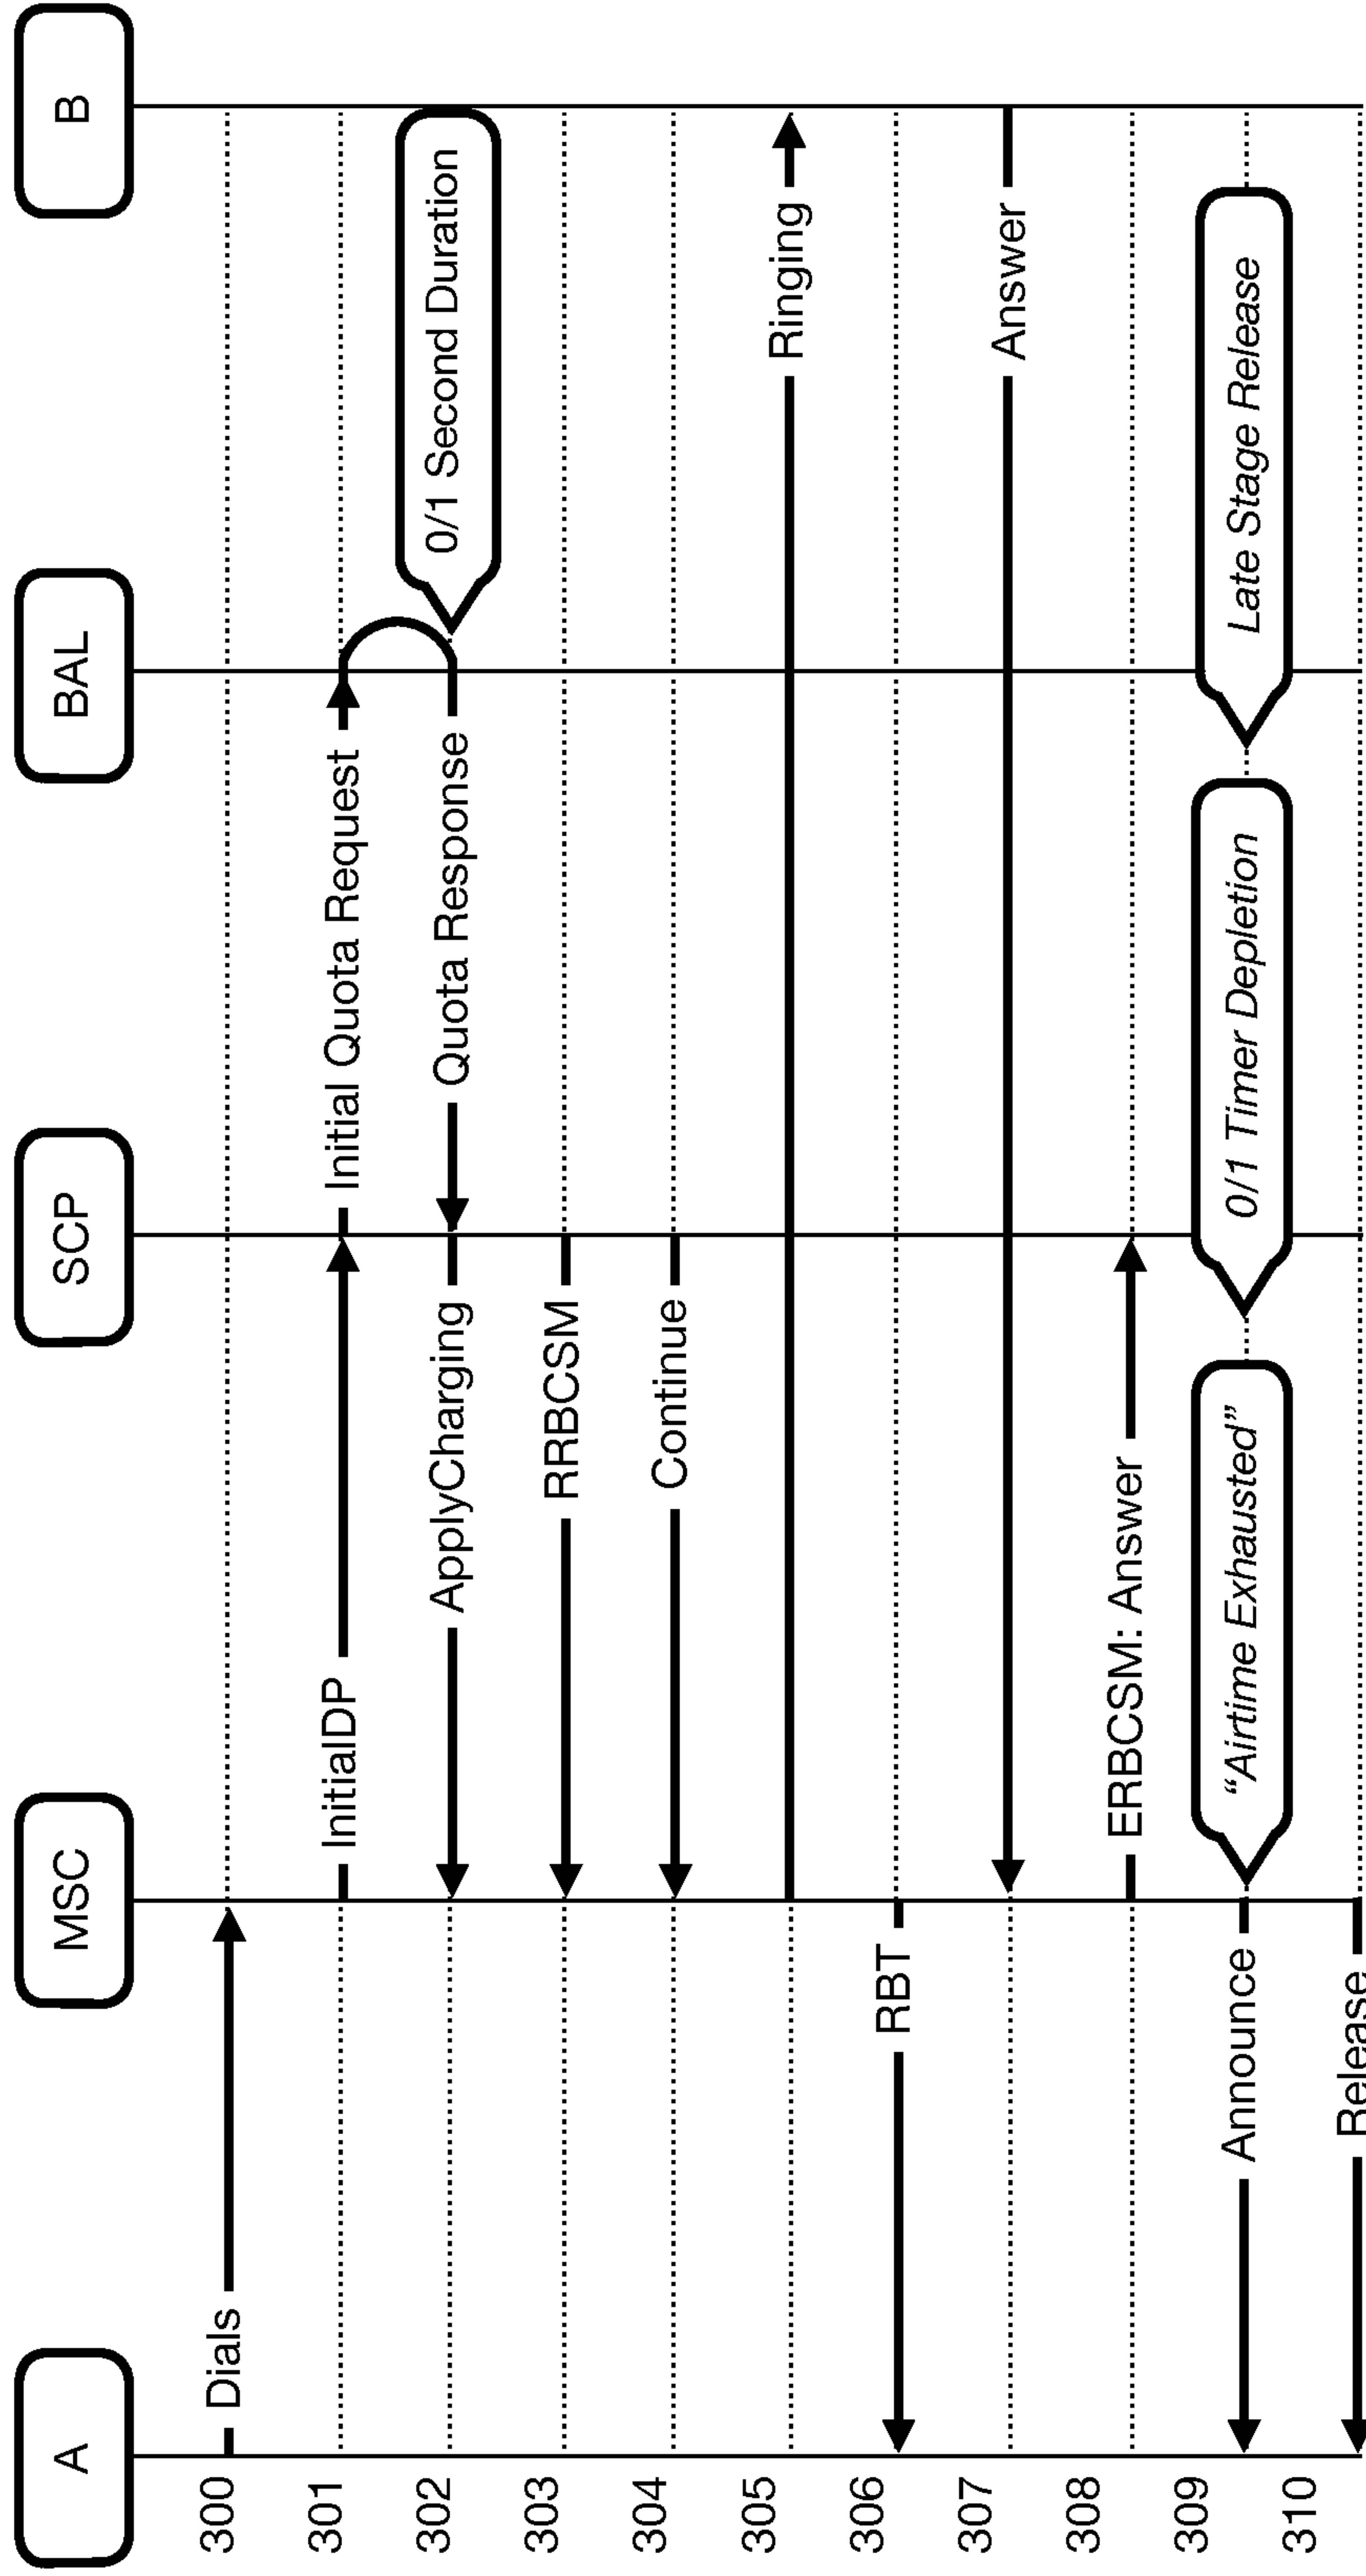 A
MSC
SCP
BAL
B
300
Dials
301
InitialDP
Initial Quota Request
302
ApplyCharging
Quota Response
0/1 Second Duration
303
RRBCSM
304
Continue
305
Ringing
306
RBT
307
Answer
308
ERBCSM: Answer
309
Announce
“Airtime Exhausted”
0/1 Timer Depletion
Late Stage Release
310
Release